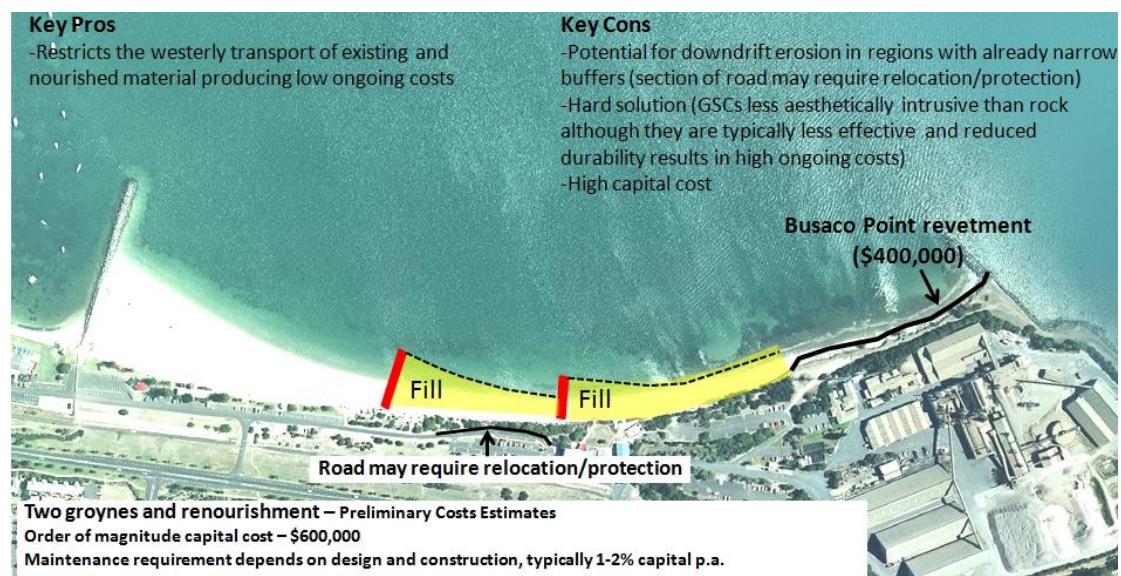 Key Pros
-Restricts the westerly transport of existing and
nourished material producing low ongoing costs
Key Cons
-Potential for downdrift erosion in regions with already narrow
buffers (section of road may require relocation/protection)
-Hard solution (GSCs less aesthetically intrusive than rock
although they are typically less effective and reduced
durability results in high ongoing costs)
-High capital cost
Busaco Point revetment
($400,000)
Fill
Fill
Road may require relocation/protection
Two groynes and renourishment – Preliminary Costs Estimates
Order of magnitude capital cost – $600,000
Maintenance requirement depends on design and construction, typically 1-2% capital p.a.